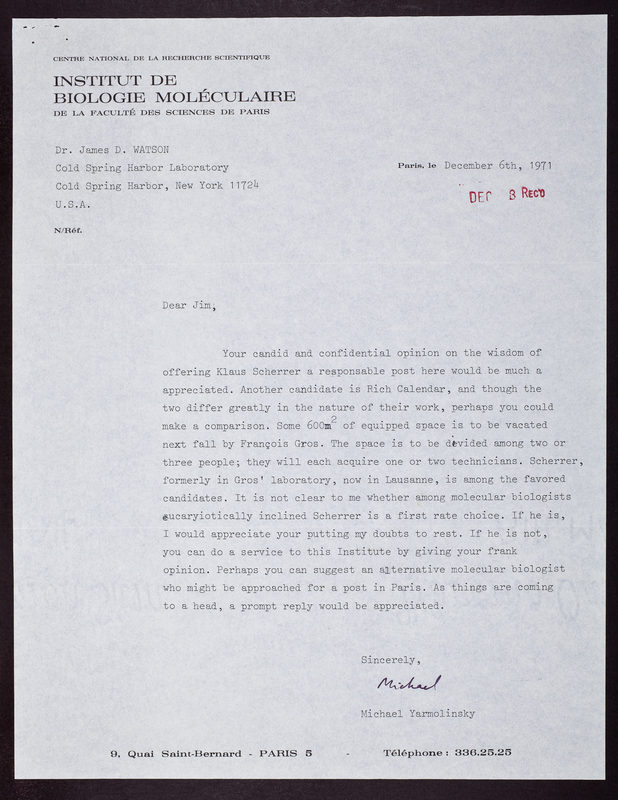 CENTRE NATIONAL DE LA RECHERCHE SCIENTIFIQUE
INSTITUT DE
BIOLOGIE MOLÉCULAIRE
DE LA FACULTÉ DES SCIENCES DE PARIS
Dr. James D. WATSON
Cold Spring Harbor Laboratory
Cold Spring Harbor, New York 11724
U.S.A.
Paris, le December 6th, 1971
DEC 8 REC'D
N/Réf.
Dear Jim,
Your candid and confidential opinion on the wisdom of
offering Klaus Scherrer a responsable post here would be much a
appreciated. Another candidate is Rich Calendar, and though the
two differ greatly in the nature of their work, perhaps you could
make a comparison. Some 600m² of equipped space is to be vacated
next fall by François Gros. The space is to be divided among two or
three people; they will each acquire one or two technicians. Scherrer,
formerly in Gros' laboratory, now in Lausanne, is among the favored
candidates. It is not clear to me whether among molecular biologists
eucaryiotically inclined Scherrer is a first rate choice. If he is,
I would appreciate your putting my doubts to rest. If he is not,
you can do a service to this Institute by giving your frank
opinion. Perhaps you can suggest an alternative molecular biologist
who might be approached for a post in Paris. As things are coming
to a head, a prompt reply would be appreciated.
Sincerely,
Michael
Michael Yarmolinsky
9, Quai Saint-Bernard - PARIS 5 - Téléphone : 336.25.25